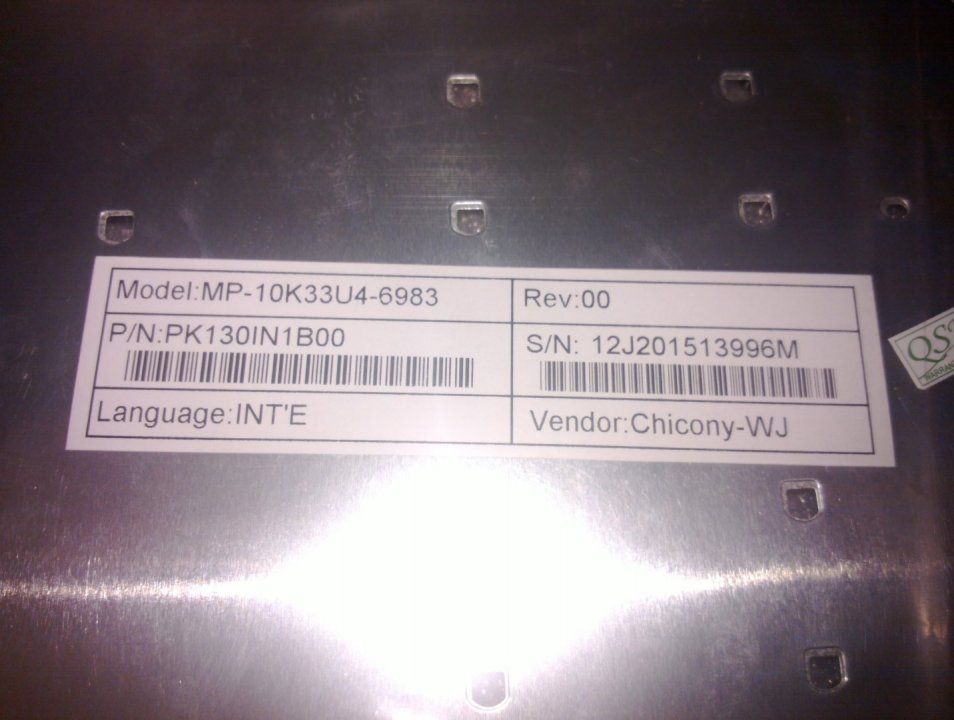 Model:MP-10K33U4-6983
Rev:00
P/N:PK130IN1B00
S/N: 12J201513996M
Language:INT'E
Vendor:Chicony-WJ